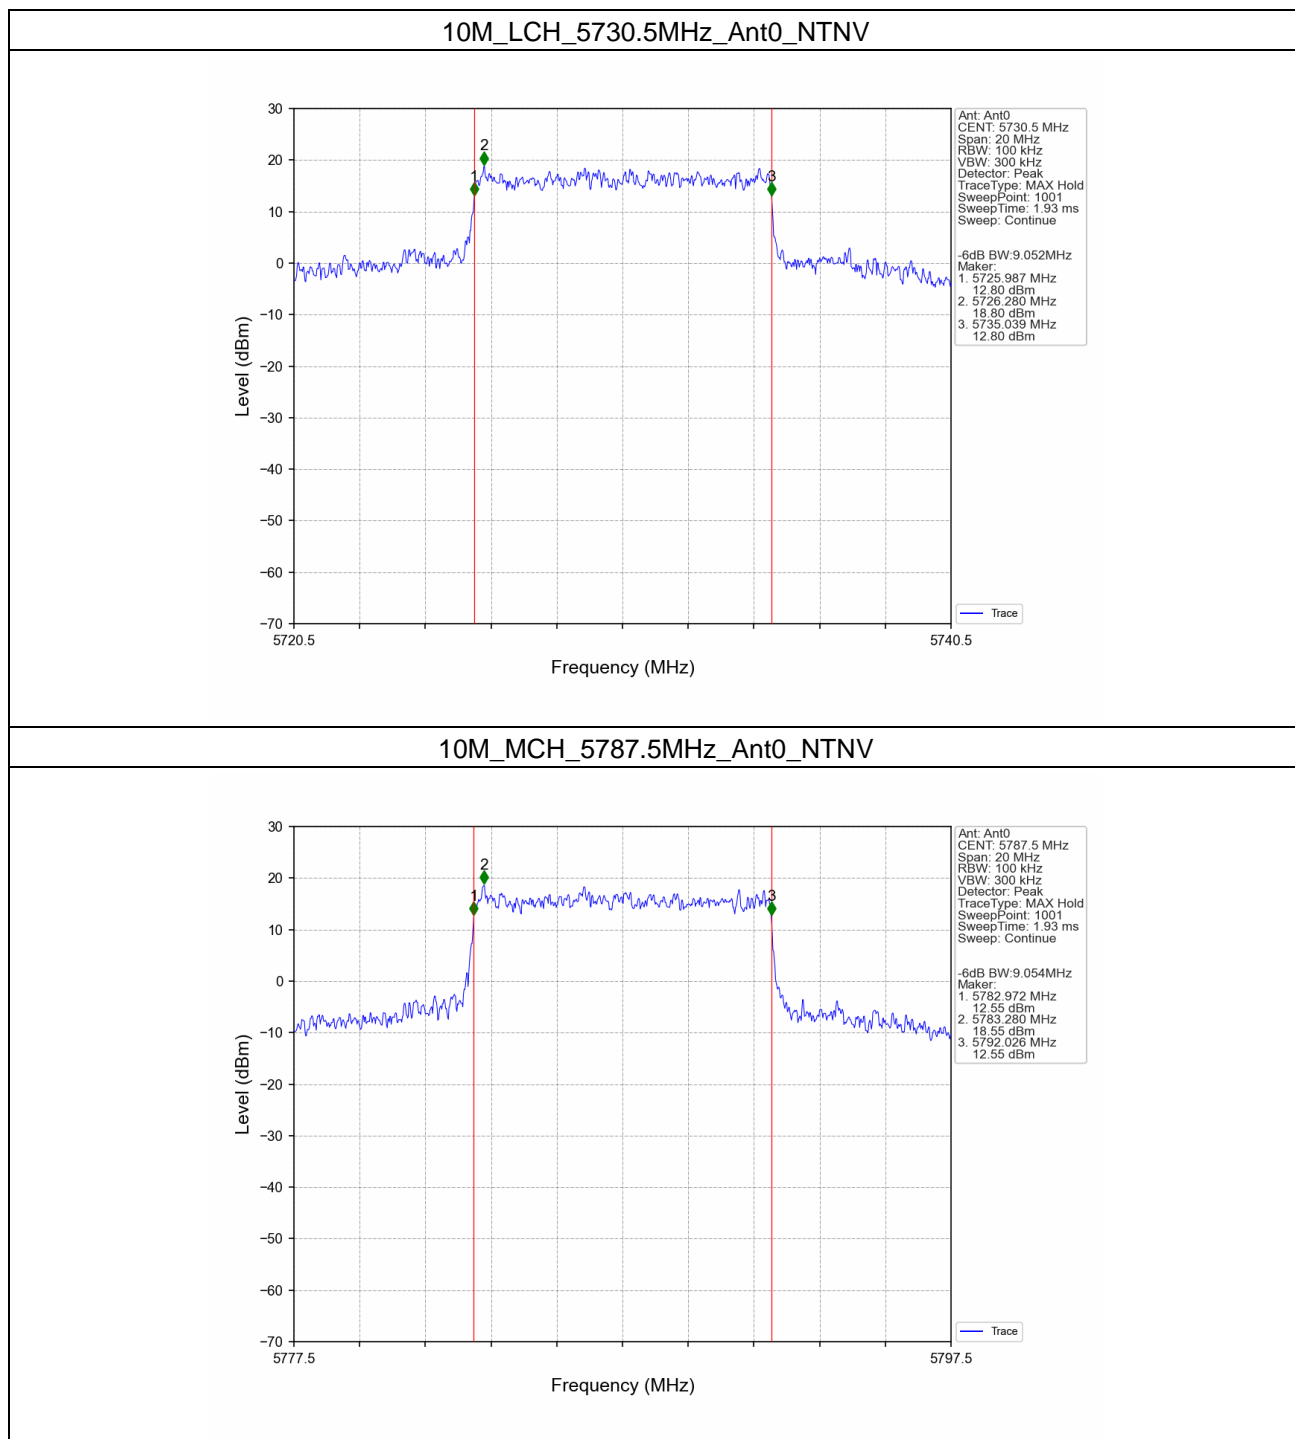 10M_LCH_5730.5MHz_Ant0_NTNV
30
20
10
0
−10
−20
−30
−40
−50
−60
−70
Level (dBm)
1
2
3
5720.5
5740.5
Frequency (MHz)
Ant: Ant0
CENT: 5730.5 MHz
Span: 20 MHz
RBW: 100 kHz
VBW: 300 kHz
Detector: Peak
TraceType: MAX Hold
SweepPoint: 1001
SweepTime: 1.93 ms
Sweep: Continue
-6dB BW:9.052MHz
Maker:
1. 5725.987 MHz
12.80 dBm
2. 5726.280 MHz
18.80 dBm
3. 5735.039 MHz
12.80 dBm
Trace
10M_MCH_5787.5MHz_Ant0_NTNV
30
20
10
0
−10
−20
−30
−40
−50
−60
−70
Level (dBm)
1
2
3
5777.5
5797.5
Frequency (MHz)
Ant: Ant0
CENT: 5787.5 MHz
Span: 20 MHz
RBW: 100 kHz
VBW: 300 kHz
Detector: Peak
TraceType: MAX Hold
SweepPoint: 1001
SweepTime: 1.93 ms
Sweep: Continue
-6dB BW:9.054MHz
Maker:
1. 5782.972 MHz
12.55 dBm
2. 5783.280 MHz
18.55 dBm
3. 5792.026 MHz
12.55 dBm
Trace